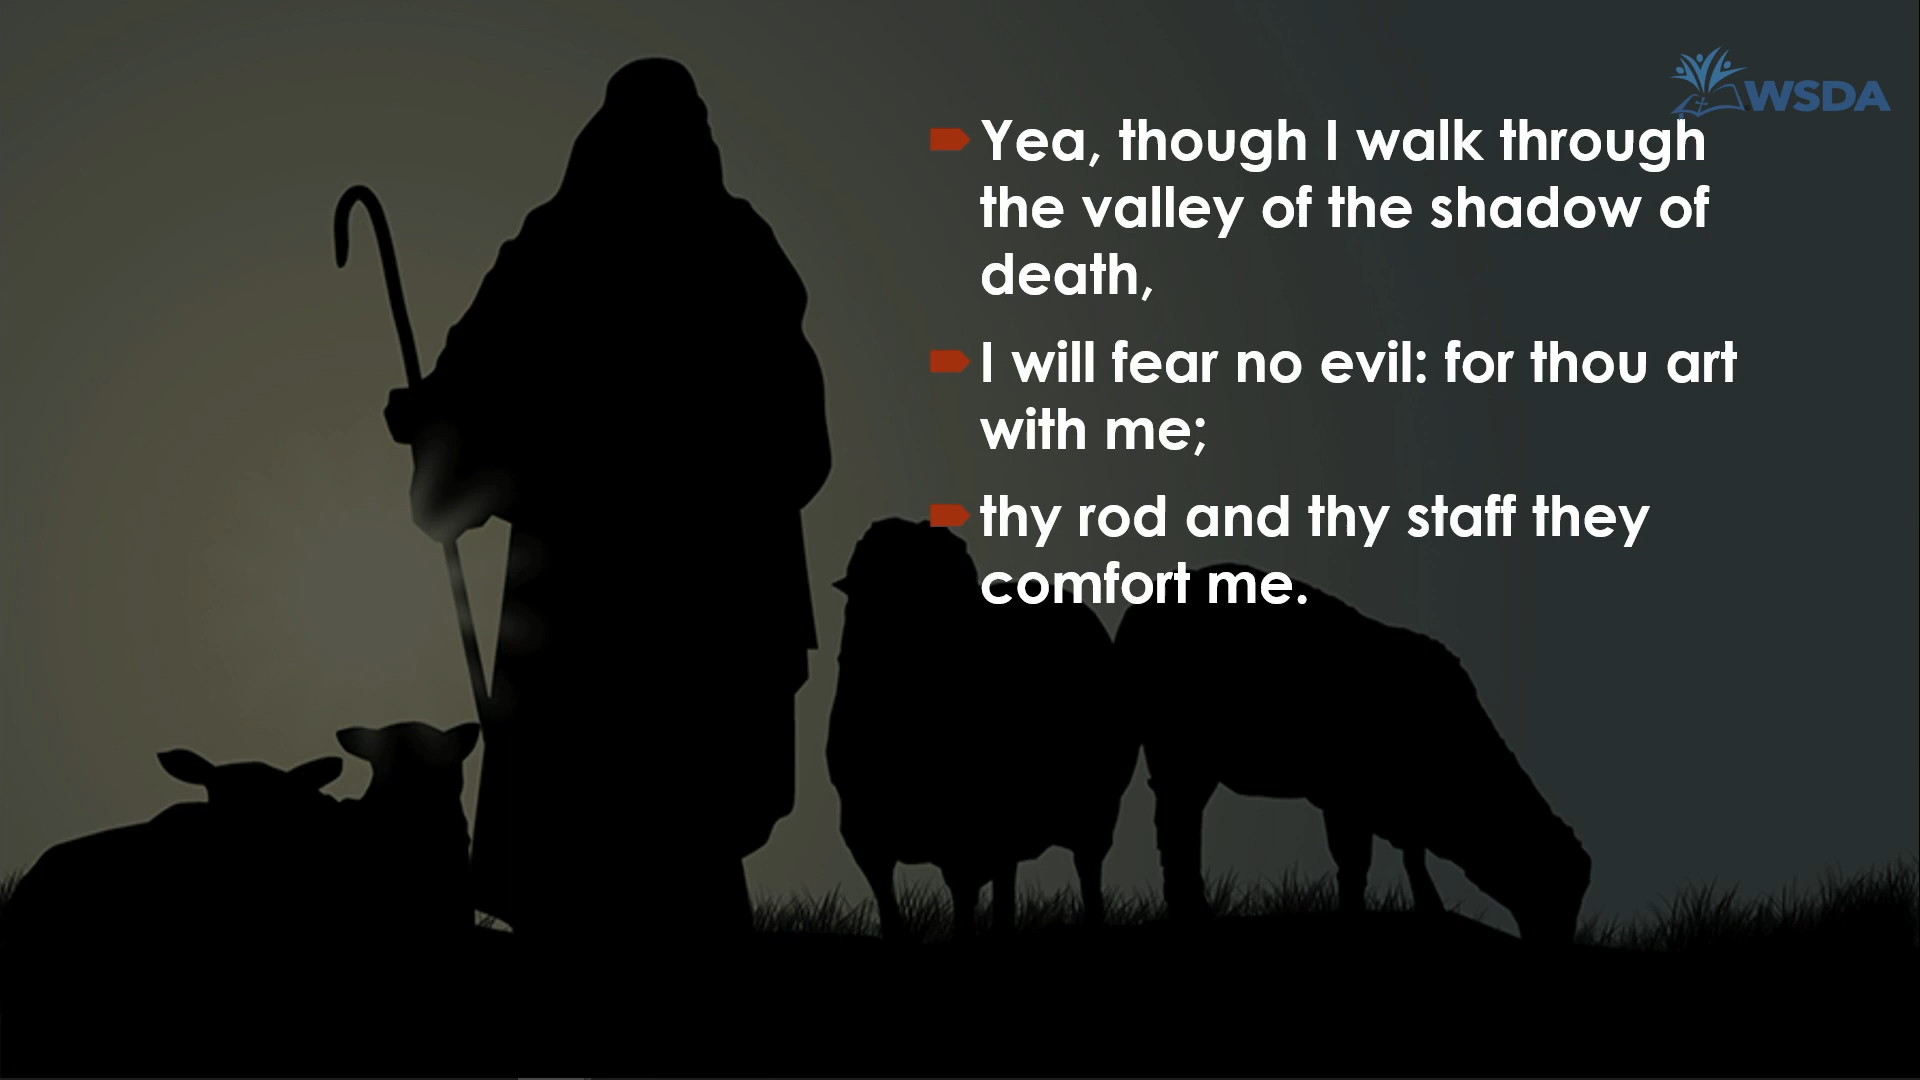 WSDA
Yea, though I walk through
the valley of the shadow of
death,
I will fear no evil: for thou art
with me;
thy rod and thy staff they
comfort me.